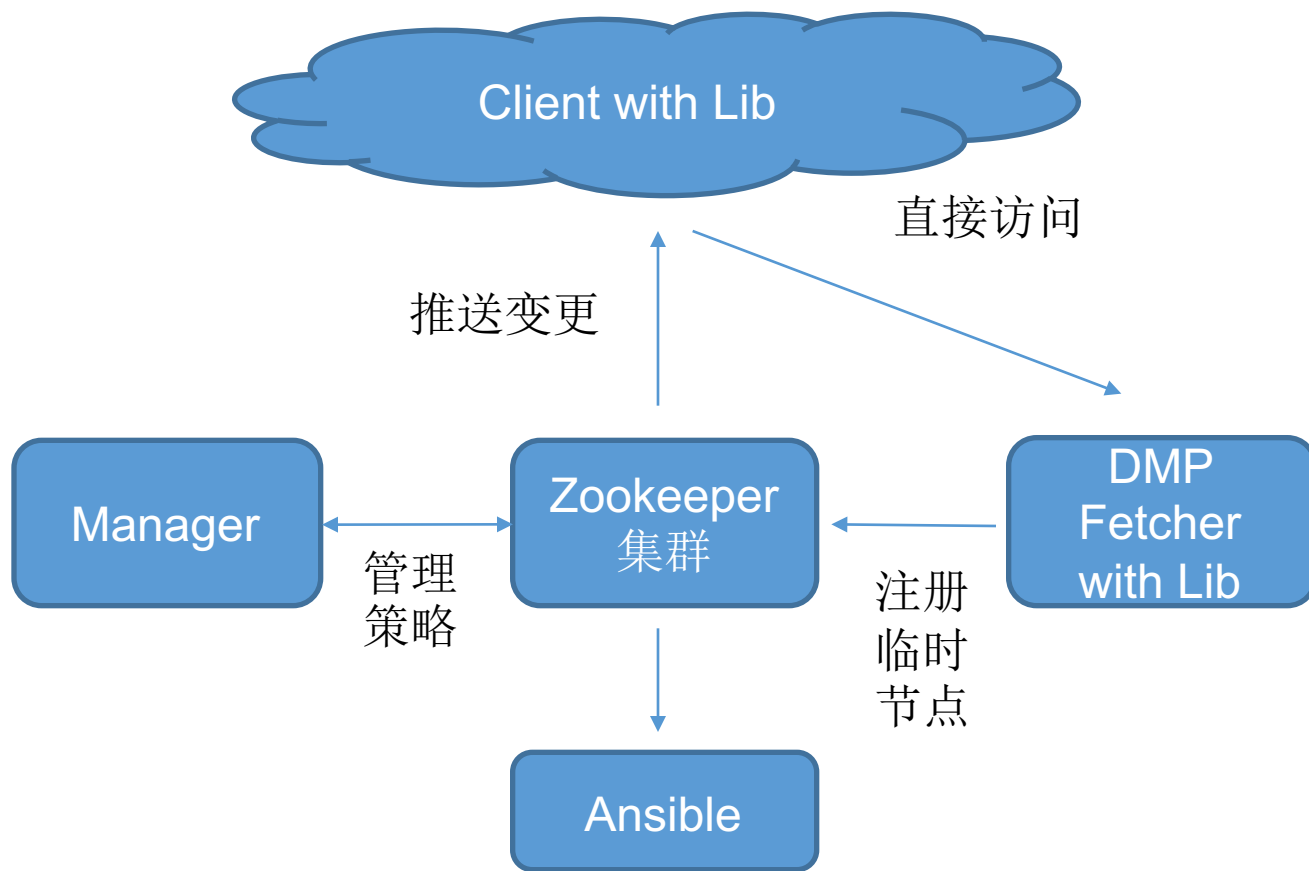 Client with Lib
直接访问
推送变更
Manager
管理
策略
Zookeeper
集群
DMP
Fetcher
with Lib
注册
临时
节点
Ansible